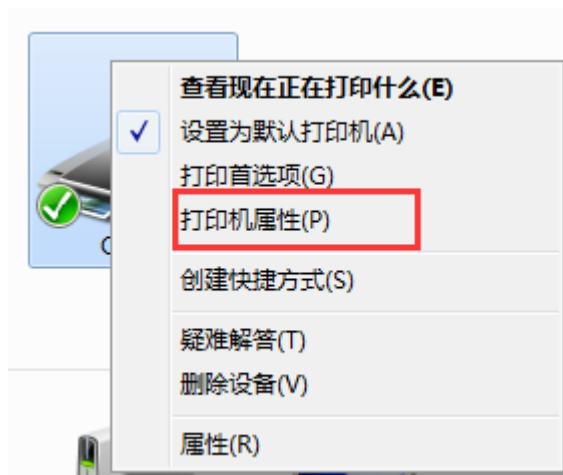 查看现在正在打印什么(E)
设置为默认打印机(A)
打印首选项(G)
打印机属性(P)
创建快捷方式(S)
疑难解答(T)
删除设备(V)
属性(R)